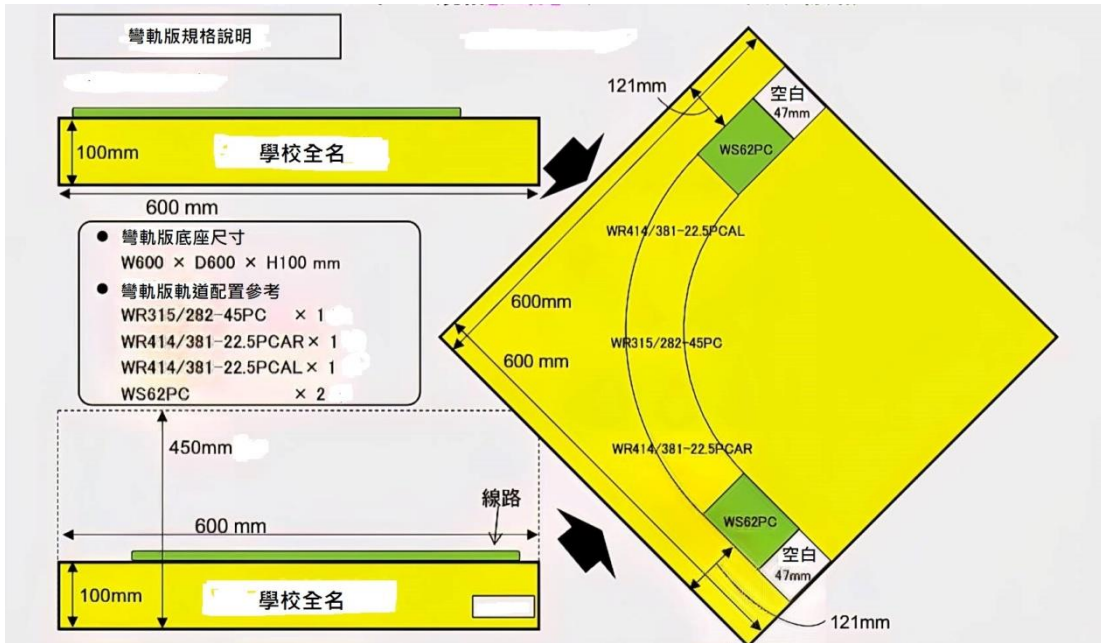 彎軌版規格說明
100mm
學校全名
600 mm
● 彎軌版底座尺寸
W600 × D600 × H100 mm
● 彎軌版軌道配置參考
WR315/282-45PC × 1
WR414/381-22.5PCAR × 1
WR414/381-22.5PCAL × 1
WS62PC × 2
450mm
線路
600 mm
100mm
學校全名
121mm
空白
47mm
WS62PC
WR414/381-22.5PCAL
600mm
WR315/282-45PC
600 mm
WR414/381-22.5PCAR
WS62PC
空白
47mm
121mm